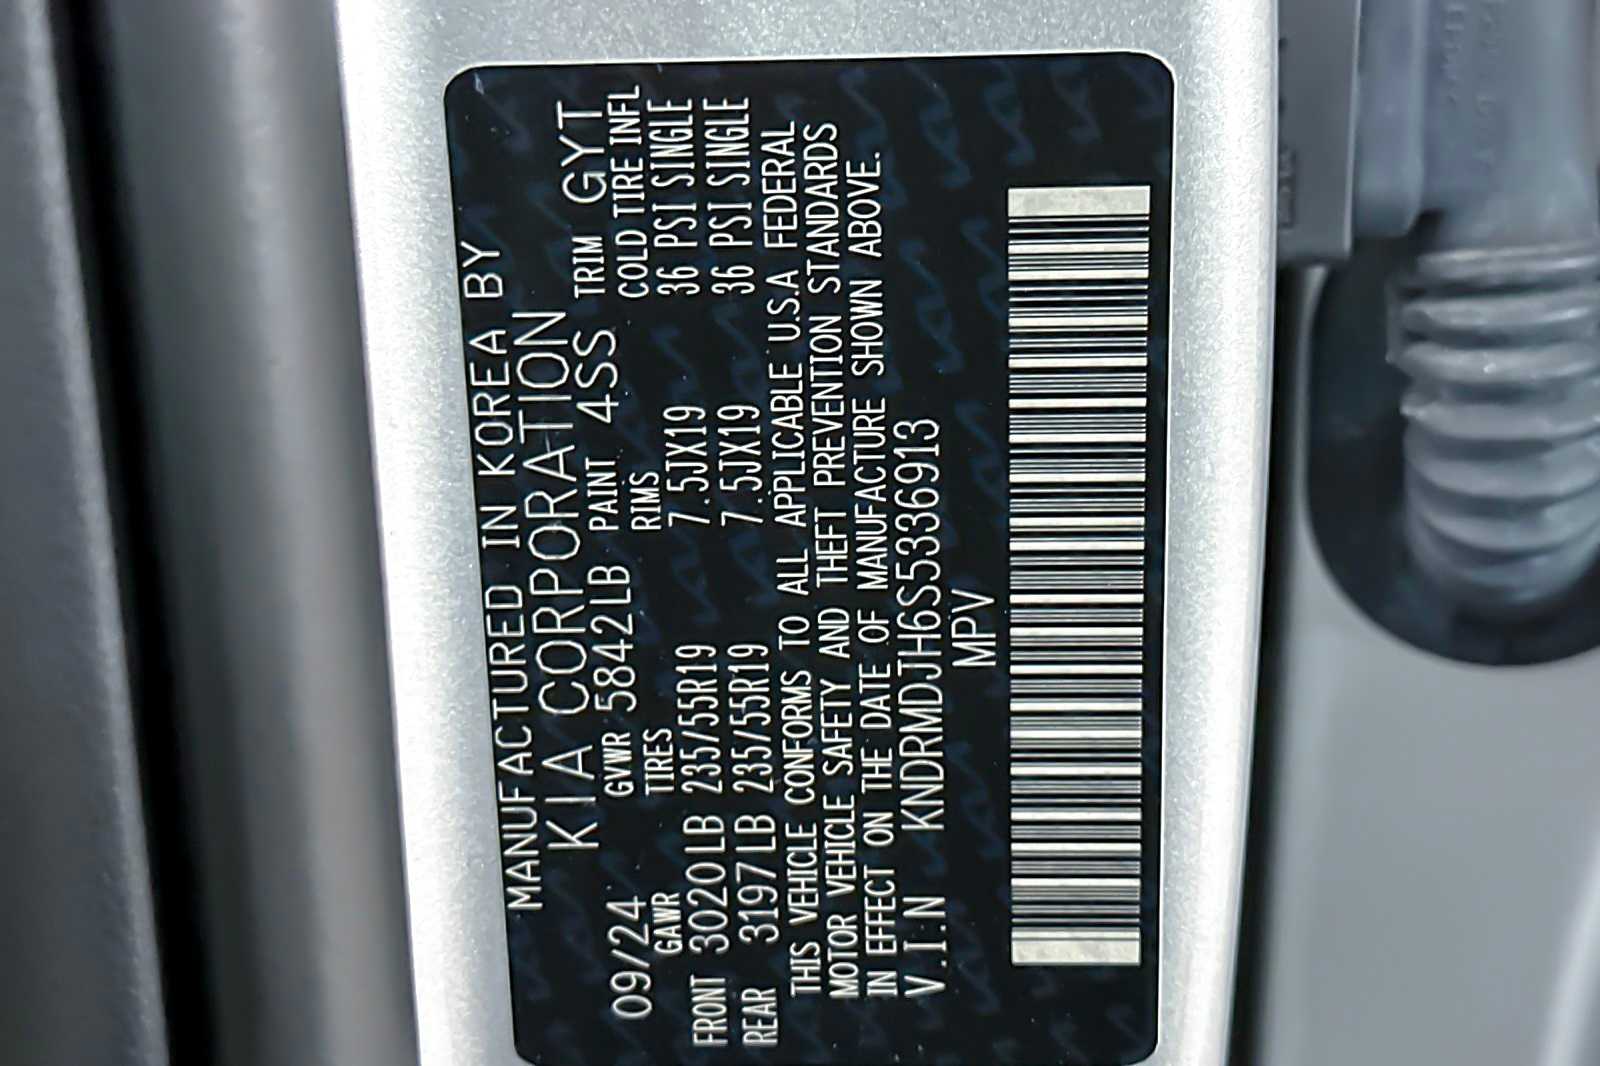 MANUFACTURED IN KOREA BY
KIA CORPORATION
09/24 GVWR 5842LB PAINT 4SS TRIM GYT
GAWR TIRES RIMS COLD TIRE INFL
FRONT 3020LB 235/55R19 7.5JX19 36 PSI SINGLE
REAR 3197LB 235/55R19 7.5JX19 36 PSI SINGLE
THIS VEHICLE CONFORMS TO ALL APPLICABLE U.S.A FEDERAL
MOTOR VEHICLE SAFETY AND THEFT PREVENTION STANDARDS
IN EFFECT ON THE DATE OF MANUFACTURE SHOWN ABOVE.
V.I.N KNDRMDJH6S5336913
MPV